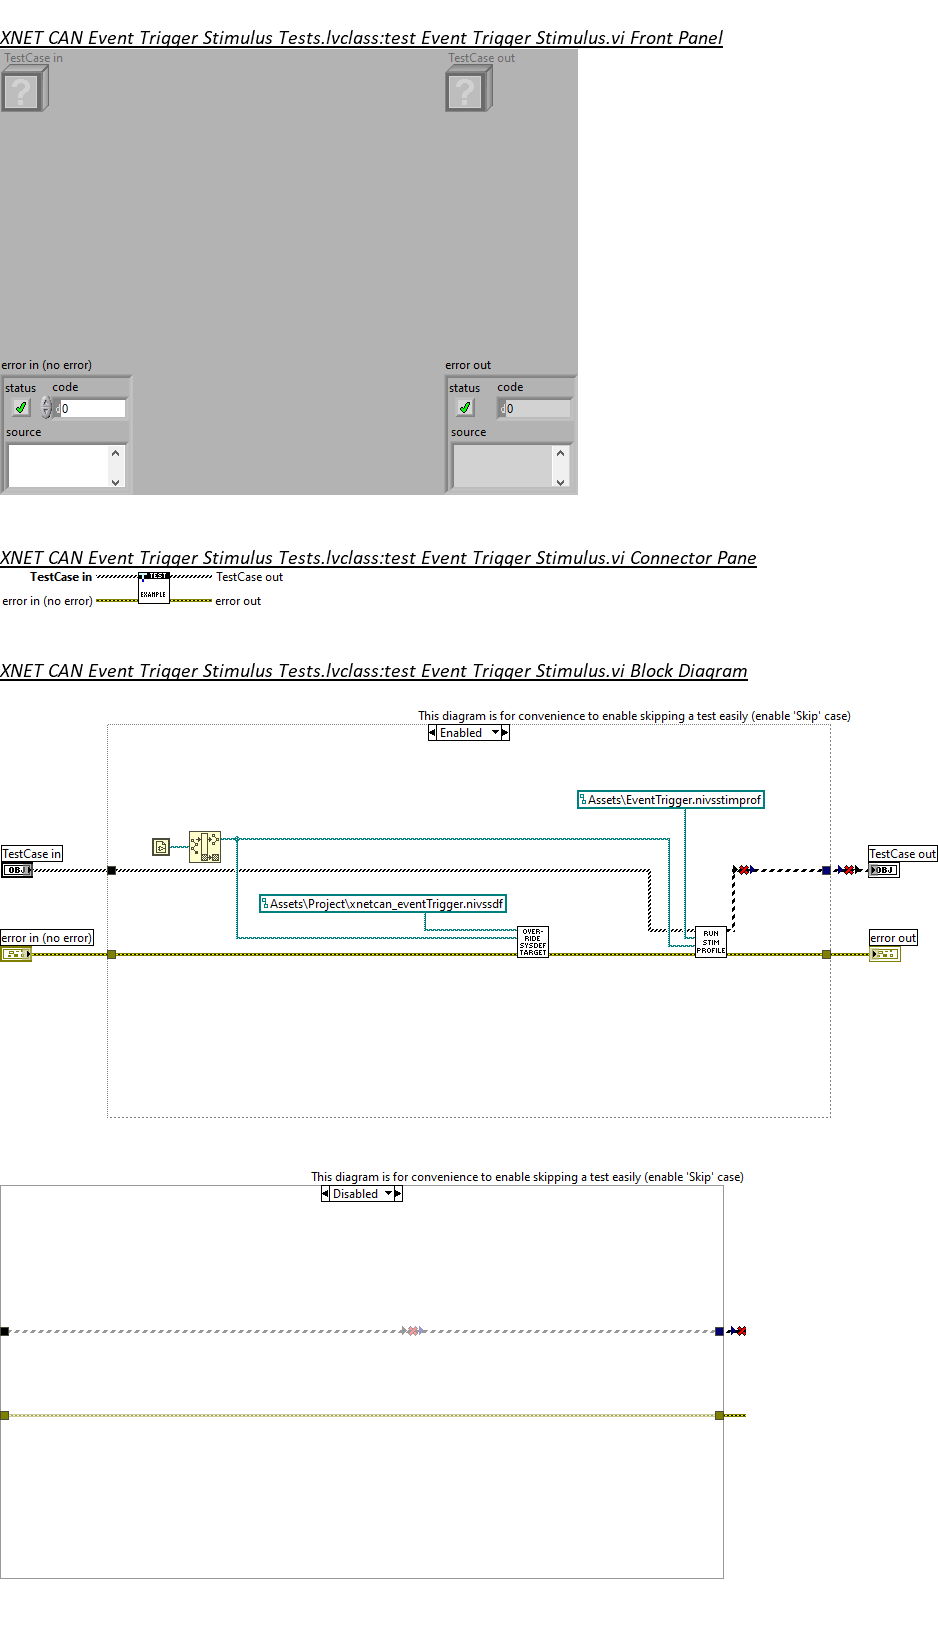 XNET CAN Event Trigger Stimulus Tests.lvclass:test Event Trigger Stimulus.vi Front Panel
TestCase in
TestCase out
?
?
error in (no error)
error out
status
code
status
code
d
0
d
0
source
source
XNET CAN Event Trigger Stimulus Tests.lvclass:test Event Trigger Stimulus.vi Connector Pane
TestCase in
TEST
TestCase out
error in (no error)
EXAMPLE
error out
XNET CAN Event Trigger Stimulus Tests.lvclass:test Event Trigger Stimulus.vi Block Diagram
This diagram is for convenience to enable skipping a test easily (enable 'Skip' case)
Enabled
Assets\EventTrigger.nivsstimprof
TestCase in
OBJ
TestCase out
OBJ
Assets\Project\xnetcan_eventTrigger.nivssdf
error in (no error)
OVER-
RIDE
SYSDEF
TARGET
RUN
STIM
PROFILE
error out
This diagram is for convenience to enable skipping a test easily (enable 'Skip' case)
Disabled